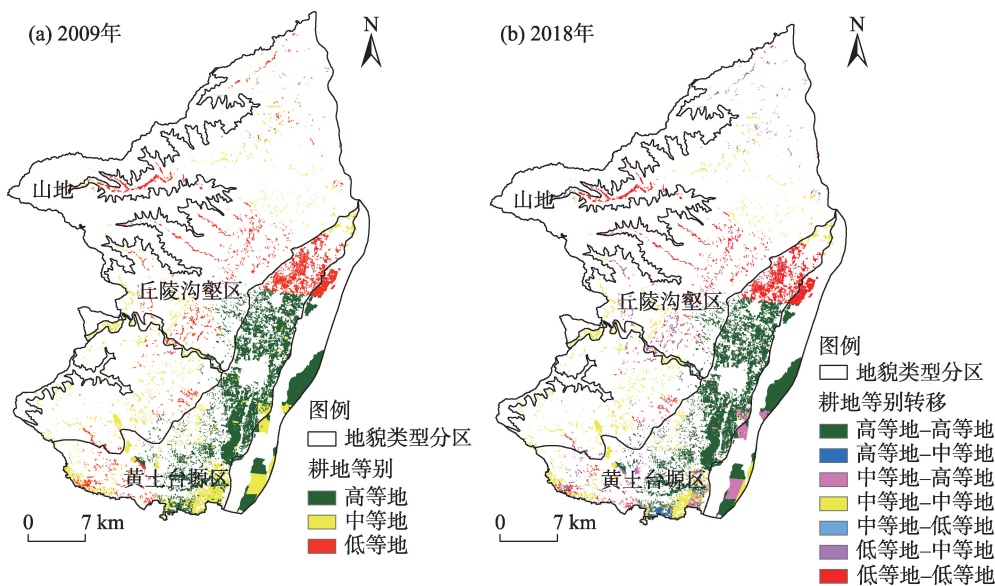 (a) 2009年
N
山地
丘陵沟壑区
黄土台塬区
图例
地貌类型分区
耕地等别
高等地
中等地
低等地
0 7 km
(b) 2018年
N
山地
丘陵沟壑区
黄土台塬区
图例
地貌类型分区
耕地等别转移
高等地–高等地
高等地–中等地
中等地–高等地
中等地–中等地
中等地–低等地
低等地–中等地
低等地–低等地
0 7 km